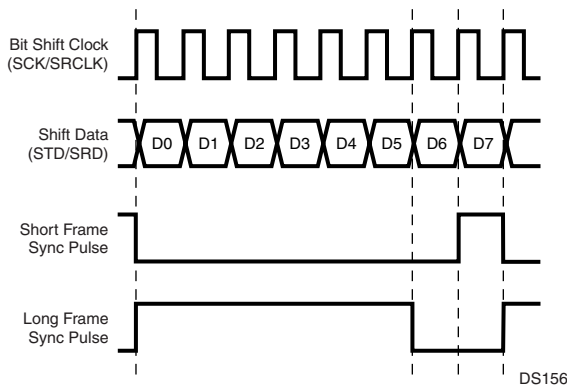 Bit Shift Clock
(SCK/SRCLK)
Shift Data
(STD/SRD)
D0 D1 D2 D3 D4 D5 D6 D7
Short Frame
Sync Pulse
Long Frame
Sync Pulse
DS156